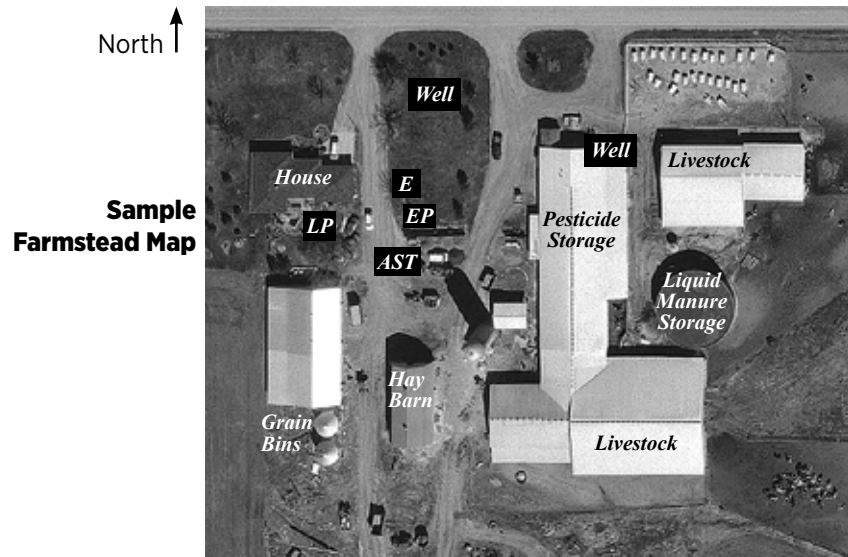 North
Sample
Farmstead Map
Well
Well
Livestock
House
E
EP
LP
Pesticide
Storage
AST
Liquid
Manure
Storage
Hay
Barn
Grain
Bins
Livestock